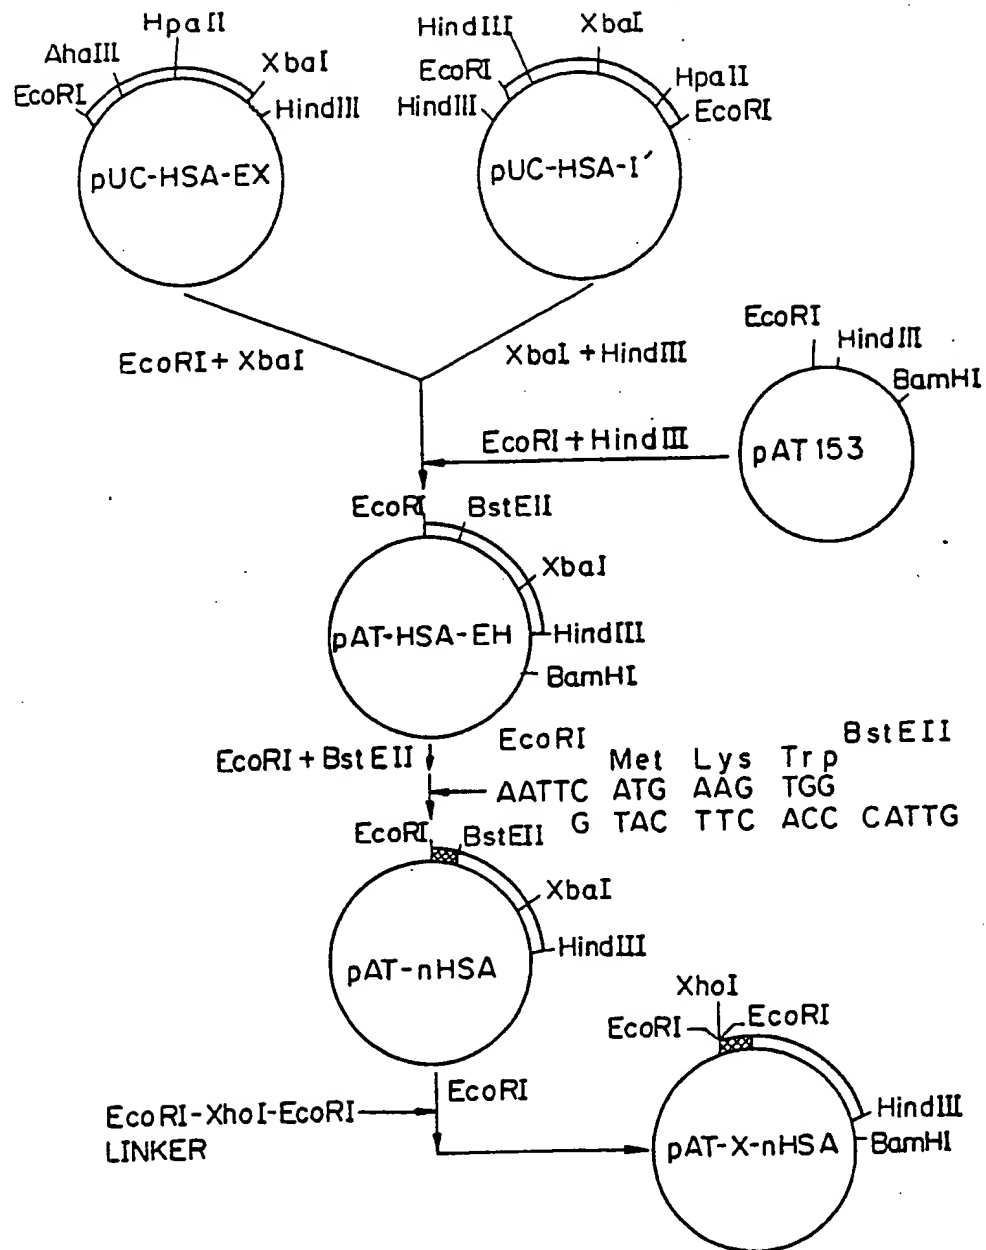 HpaII
AhaIII
XbaI
EcoRI
HindIII
pUC-HSA-EX
HindIII
XbaI
EcoRI
HpaII
HindIII
EcoRI
pUC-HSA-I′
EcoRI + XbaI
XbaI + HindIII
EcoRI
HindIII
BamHI
pAT 153
EcoRI + HindIII
EcoRI
BstEII
XbaI
pAT-HSA-EH
HindIII
BamHI
EcoRI + BstEII
EcoRI
BstEII
Met Lys Trp
AATTC ATG AAG TGG
G TAC TTC ACC CATTG
EcoRI
BstEII
XbaI
HindIII
pAT-nHSA
XhoI
EcoRI
EcoRI
EcoRI
EcoRI-XhoI-EcoRI
LINKER
HindIII
BamHI
pAT-X-nHSA